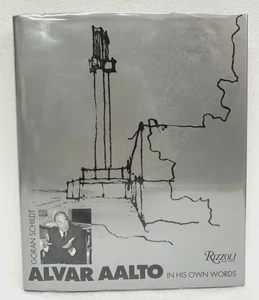 GÖRAN SCHILDT
ALVAR AALTO IN HIS OWN WORDS
RIZZOLI